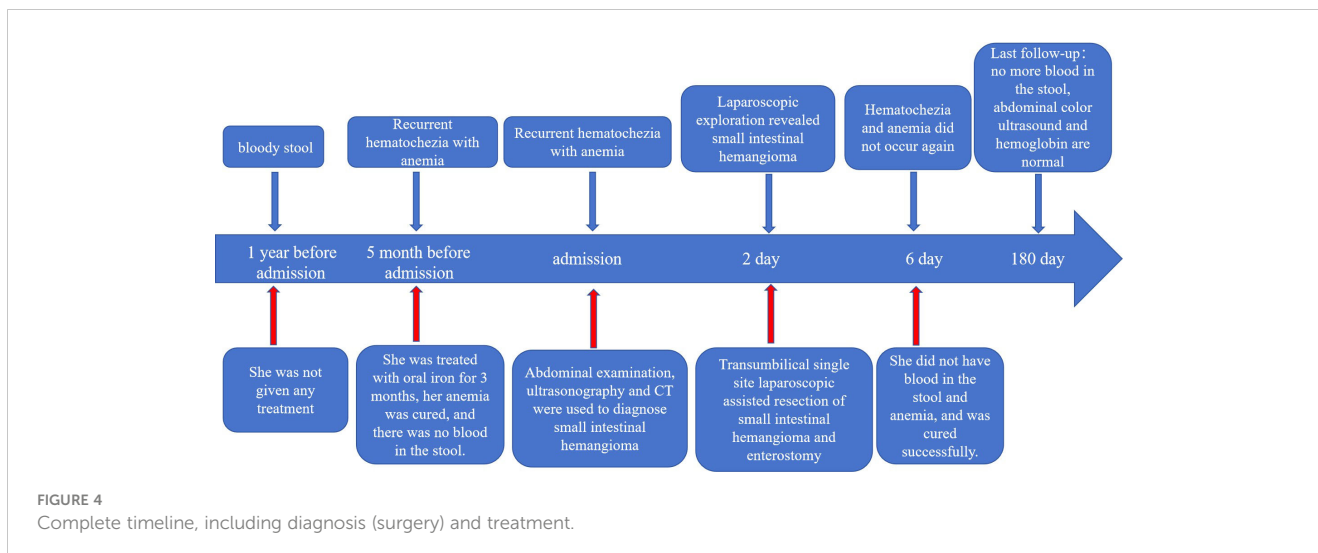 bloody stool
Recurrent
hematochezia with
anemia
Recurrent hematochezia
with anemia
Laparoscopic
exploration revealed
small intestinal
hemangioma
Hematochezia
and anemia did
not occur again
Last follow-up:
no more blood in
the stool,
abdominal color
ultrasound and
hemoglobin are
normal
1 year before
admission
5 month before
admission
admission
2 day
6 day
180 day
She was not
given any
treatment
She was treated
with oral iron for 3
months, her anemia
was cured, and
there was no blood
in the stool.
Abdominal examination,
ultrasonography and CT
were used to diagnose
small intestinal
hemangioma
Transumbilical single
site laparoscopic
assisted resection of
small intestinal
hemangioma and
enterostomy
She did not have
blood in the
stool and
anemia, and was
cured
successfully.
FIGURE 4
Complete timeline, including diagnosis (surgery) and treatment.